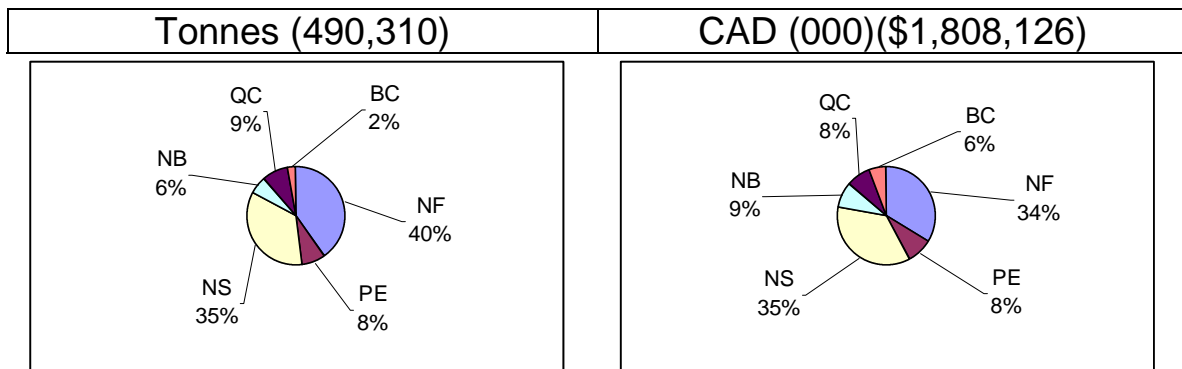 Tonnes (490,310)
CAD (000)($1,808,126)
QC
9%
BC
2%
NB
6%
NF
40%
NS
35%
PE
8%
QC
8%
BC
6%
NB
9%
NF
34%
NS
35%
PE
8%